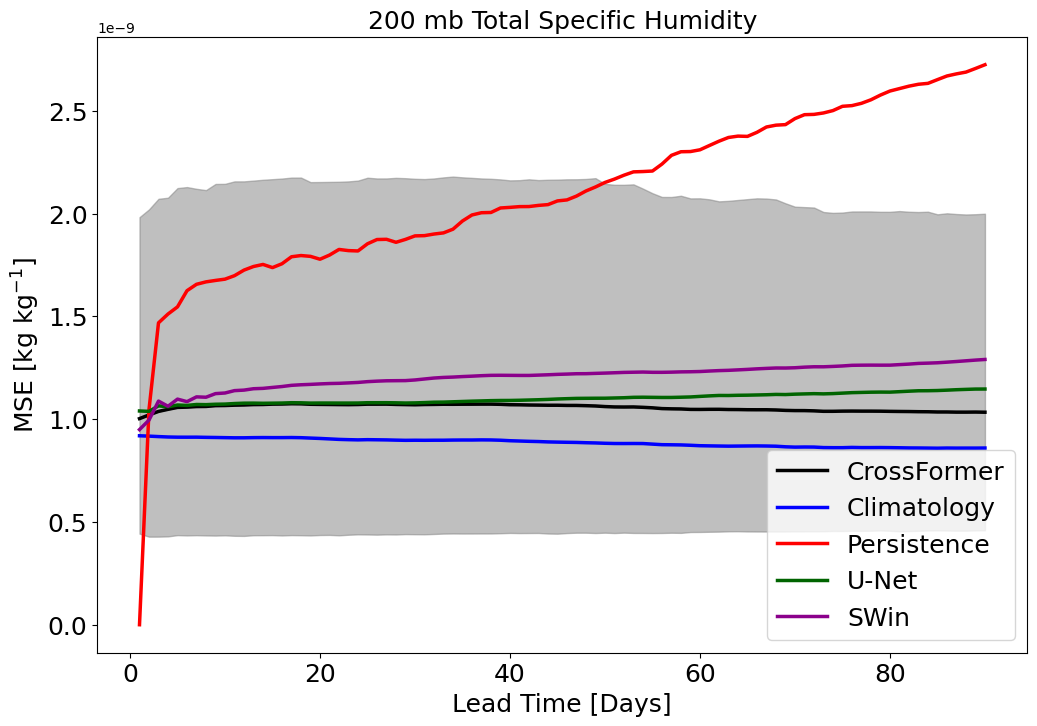 200 mb Total Specific Humidity
1e−9
MSE [kg kg⁻¹]
2.5
2.0
1.5
1.0
0.5
0.0
0 20 40 60 80
Lead Time [Days]
CrossFormer
Climatology
Persistence
U-Net
SWin